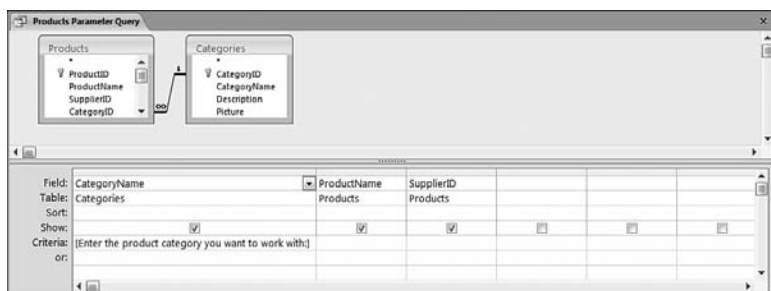 Products Parameter Query
Products
*
ProductID
ProductName
SupplierID
CategoryID
1
∞
Categories
*
CategoryID
CategoryName
Description
Picture
Field: CategoryName ProductName SupplierID
Table: Categories Products Products
Sort:
Show:
Criteria: [Enter the product category you want to work with:]
or: